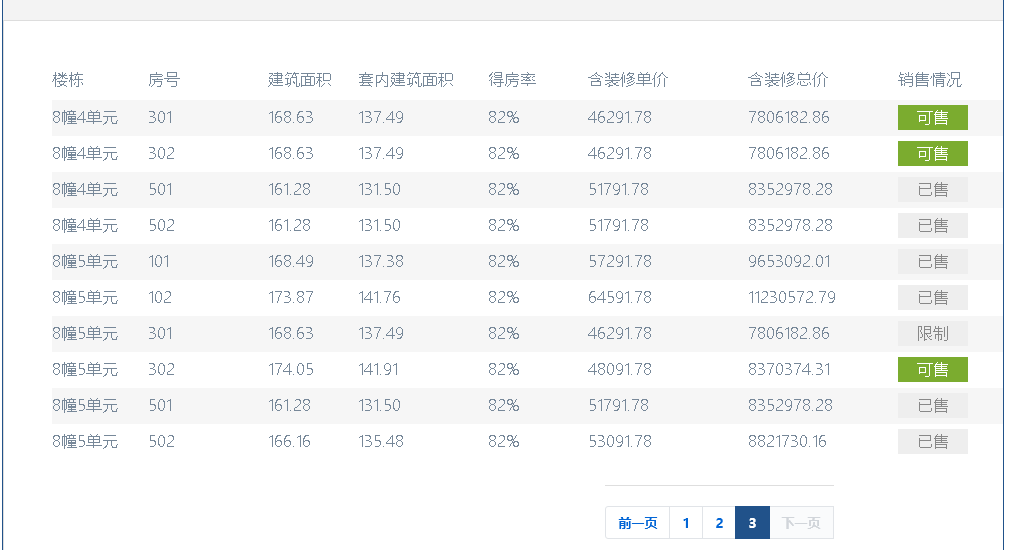 楼栋 房号 建筑面积 套内建筑面积 得房率 含装修单价 含装修总价 销售情况
8幢4单元 301 168.63 137.49 82% 46291.78 7806182.86 可售
8幢4单元 302 168.63 137.49 82% 46291.78 7806182.86 可售
8幢4单元 501 161.28 131.50 82% 51791.78 8352978.28 已售
8幢4单元 502 161.28 131.50 82% 51791.78 8352978.28 已售
8幢5单元 101 168.49 137.38 82% 57291.78 9653092.01 已售
8幢5单元 102 173.87 141.76 82% 64591.78 11230572.79 已售
8幢5单元 301 168.63 137.49 82% 46291.78 7806182.86 限制
8幢5单元 302 174.05 141.91 82% 48091.78 8370374.31 可售
8幢5单元 501 161.28 131.50 82% 51791.78 8352978.28 已售
8幢5单元 502 166.16 135.48 82% 53091.78 8821730.16 已售
前一页 1 2 3 下一页